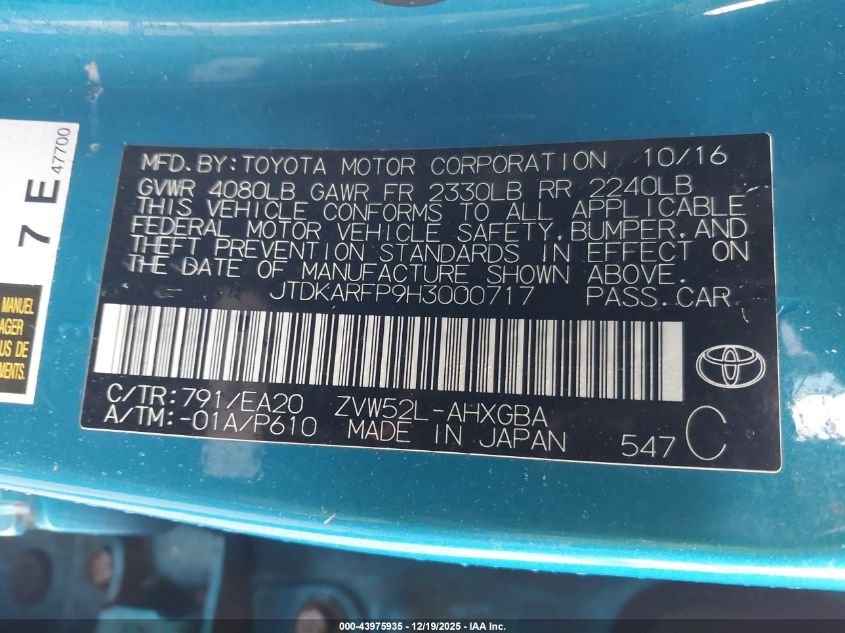 MFD. BY: TOYOTA MOTOR CORPORATION 10/16
GVWR 4080LB GAWR FR 2330LB RR 2240LB
THIS VEHICLE CONFORMS TO ALL APPLICABLE
FEDERAL MOTOR VEHICLE SAFETY, BUMPER, AND
THEFT PREVENTION STANDARDS IN EFFECT ON
THE DATE OF MANUFACTURE SHOWN ABOVE.
JTDKARFP9H3000717 PASS. CAR
C/TR: 791/EA20 ZVW52L-AHXGBA
A/TM: -01A/P610 MADE IN JAPAN 547 C
7 E 47700
MANUEL
US DE
000-43975935 - 12/19/2025 - IAA Inc.